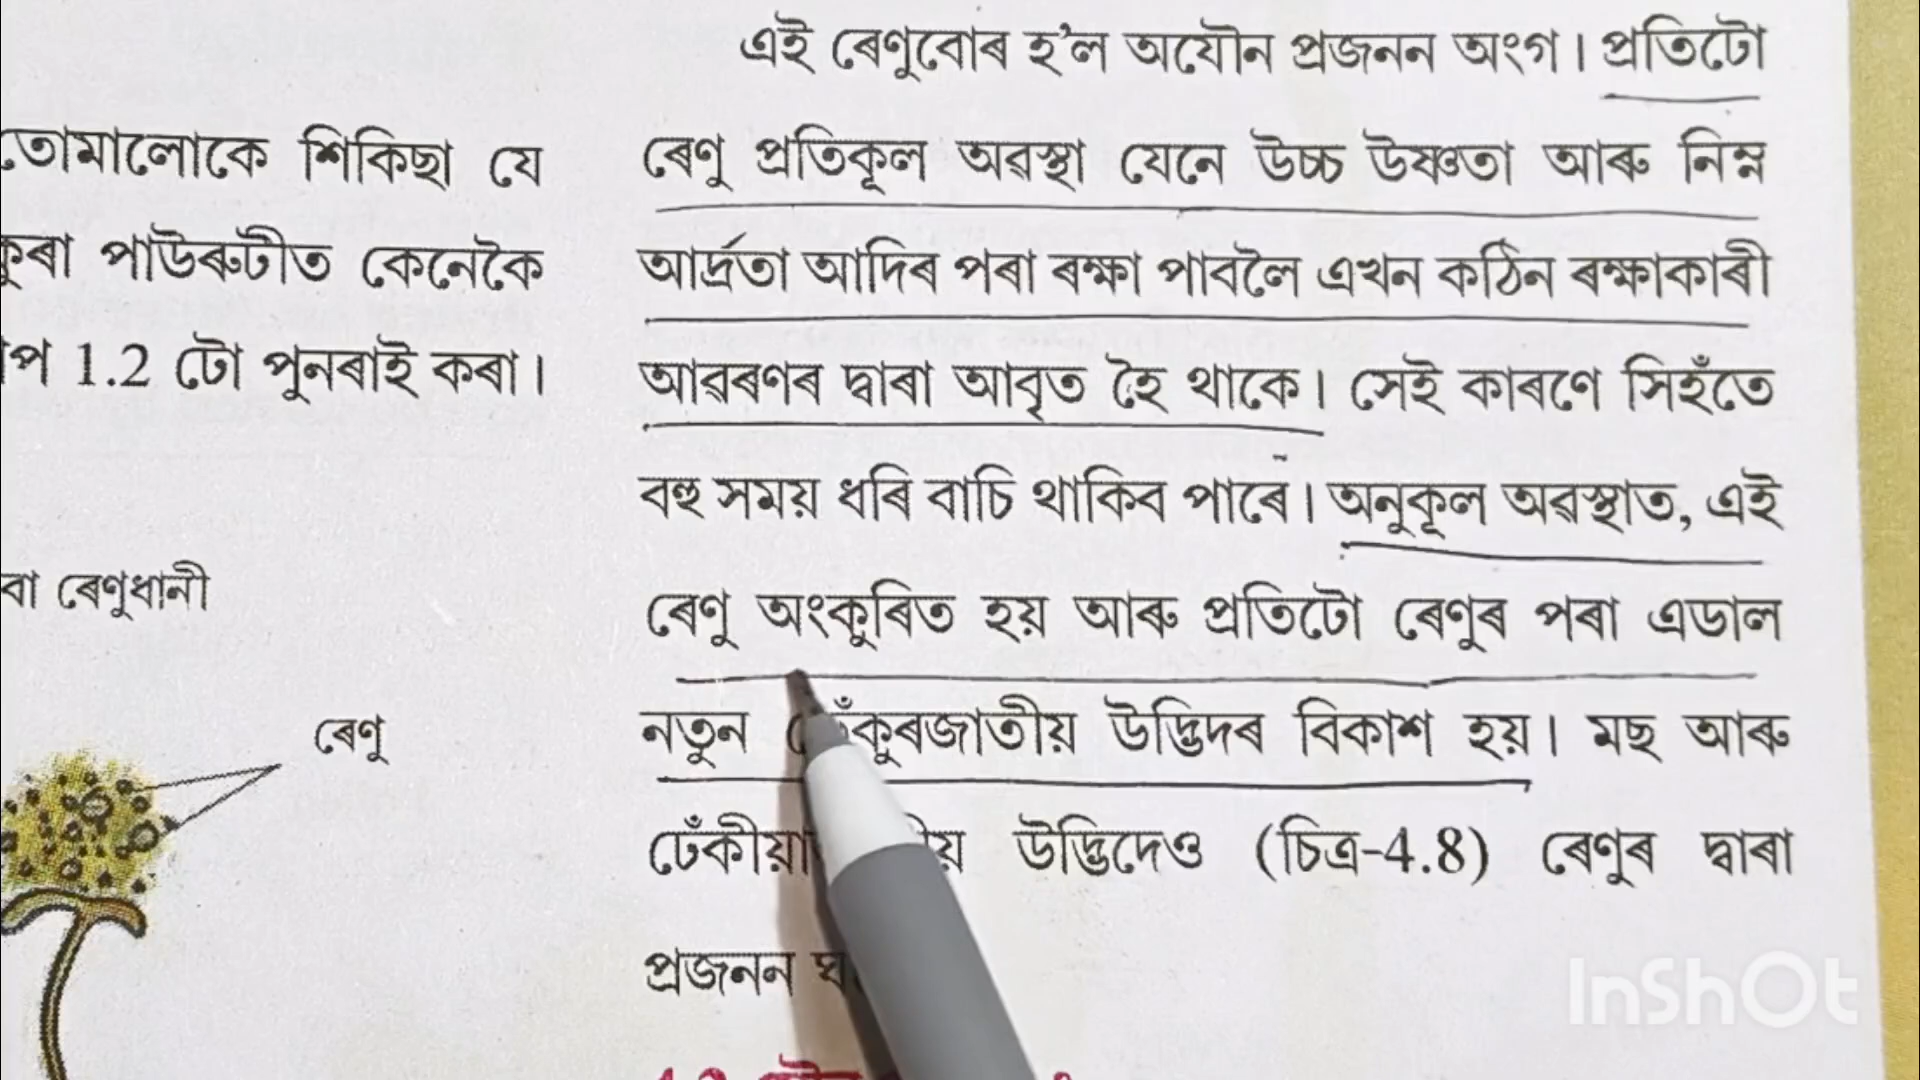 তোমালোকে শিকিছা যে
পাউৰুটীত কেনেকৈ
1.2 টো পুনৰাই কৰা।
বা ৰেণুধানী
ৰেণু
এই ৰেণুবোৰ হ'ল অযৌন প্ৰজনন অংগ। প্ৰতিটো
ৰেণু প্ৰতিকূল অৱস্থা যেনে উচ্চ উষ্ণতা আৰু নিম্ন
আৰ্দ্ৰতা আদিৰ পৰা ৰক্ষা পাবলৈ এখন কঠিন ৰক্ষাকাৰী
আৱৰণৰ দ্বাৰা আবৃত হৈ থাকে। সেই কাৰণে সিহঁতে
বহু সময় ধৰি বাচি থাকিব পাৰে। অনুকূল অৱস্থাত, এই
ৰেণু অংকুৰিত হয় আৰু প্ৰতিটো ৰেণুৰ পৰা এডাল
নতুন উদ্ভিদৰ বিকাশ হয়। মছ আৰু
উদ্ভিদেও (চিত্ৰ-4.8) ৰেণুৰ দ্বাৰা
প্ৰজনন
InShOt